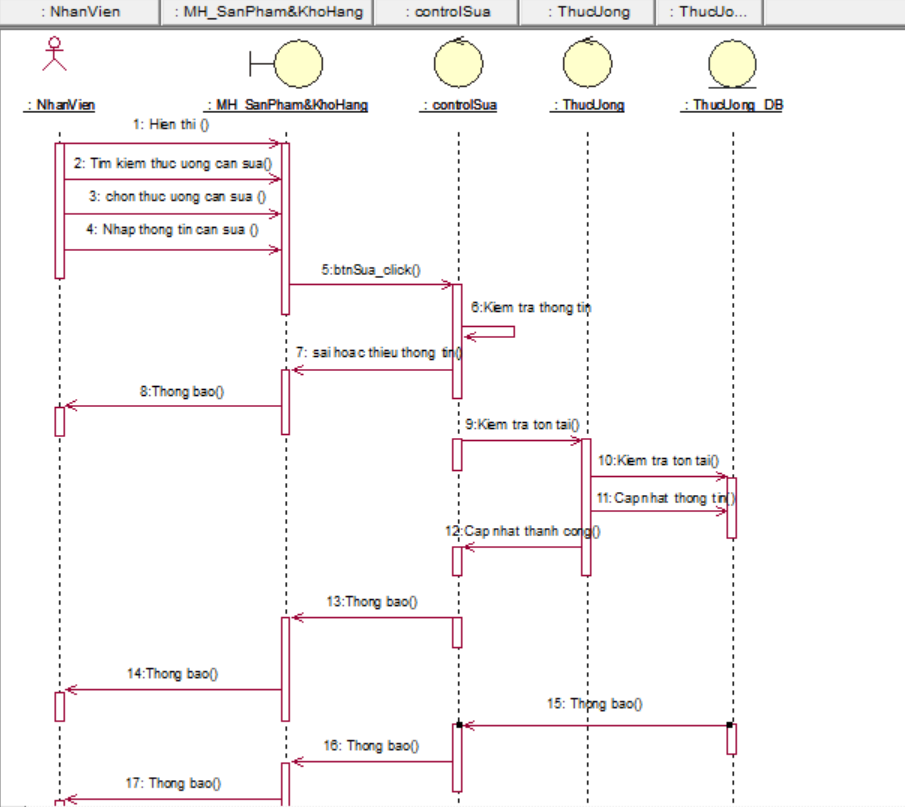 : NhanVien
: MH_SanPham&KhoHang
: controlSua
: ThucUong
: ThucUo...
: NhanVien
: MH_SanPham&KhoHang
: controlSua
: ThucUong
: ThucUong_DB
1: Hien thi ()
2: Tim kiem thuc uong can sua()
3: chon thuc uong can sua ()
4: Nhap thong tin can sua ()
5:btnSua_click()
6:Kiem tra thong tin
7: sai hoac thieu thong tin()
8:Thong bao()
9:Kiem tra ton tai()
10:Kiem tra ton tai()
11: Cap nhat thong tin()
12:Cap nhat thanh cong()
13:Thong bao()
14:Thong bao()
15: Thong bao()
16: Thong bao()
17: Thong bao()